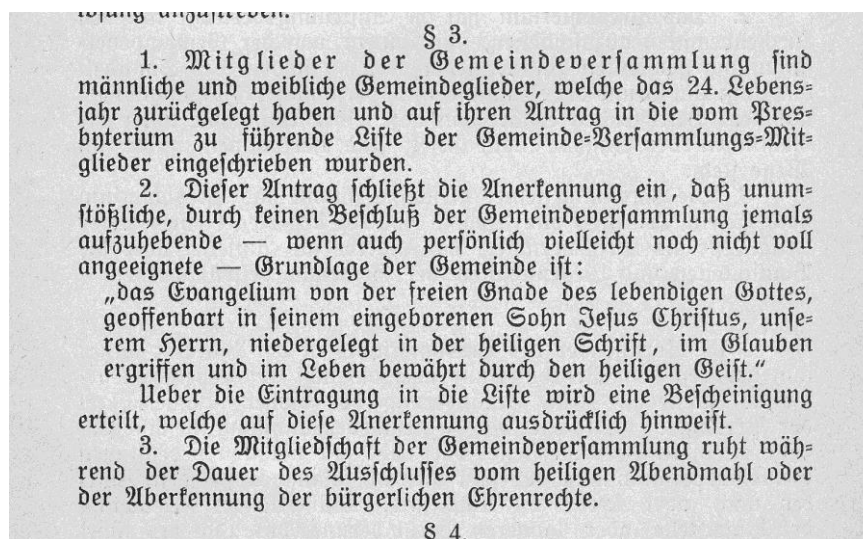 lösung anzustreben.
§ 3.
1. Mitglieder der Gemeindeversammlung sind
männliche und weibliche Gemeindeglieder, welche das 24. Lebens-
jahr zurückgelegt haben und auf ihren Antrag in die vom Pres-
byterium zu führende Liste der Gemeinde-Versammlungs-Mit-
glieder eingeschrieben wurden.
2. Dieser Antrag schließt die Anerkennung ein, daß unum-
stößliche, durch keinen Beschluß der Gemeindeversammlung jemals
aufzuhebende — wenn auch persönlich vielleicht noch nicht voll
angeeignete — Grundlage der Gemeinde ist:
„das Evangelium von der freien Gnade des lebendigen Gottes,
geoffenbart in seinem eingeborenen Sohn Jesus Christus, unse-
rem Herrn, niedergelegt in der heiligen Schrift, im Glauben
ergriffen und im Leben bewährt durch den heiligen Geist.“
Ueber die Eintragung in die Liste wird eine Bescheinigung
erteilt, welche auf diese Anerkennung ausdrücklich hinweist.
3. Die Mitgliedschaft der Gemeindeversammlung ruht wäh-
rend der Dauer des Ausschlusses vom heiligen Abendmahl oder
der Aberkennung der bürgerlichen Ehrenrechte.
§ 4.